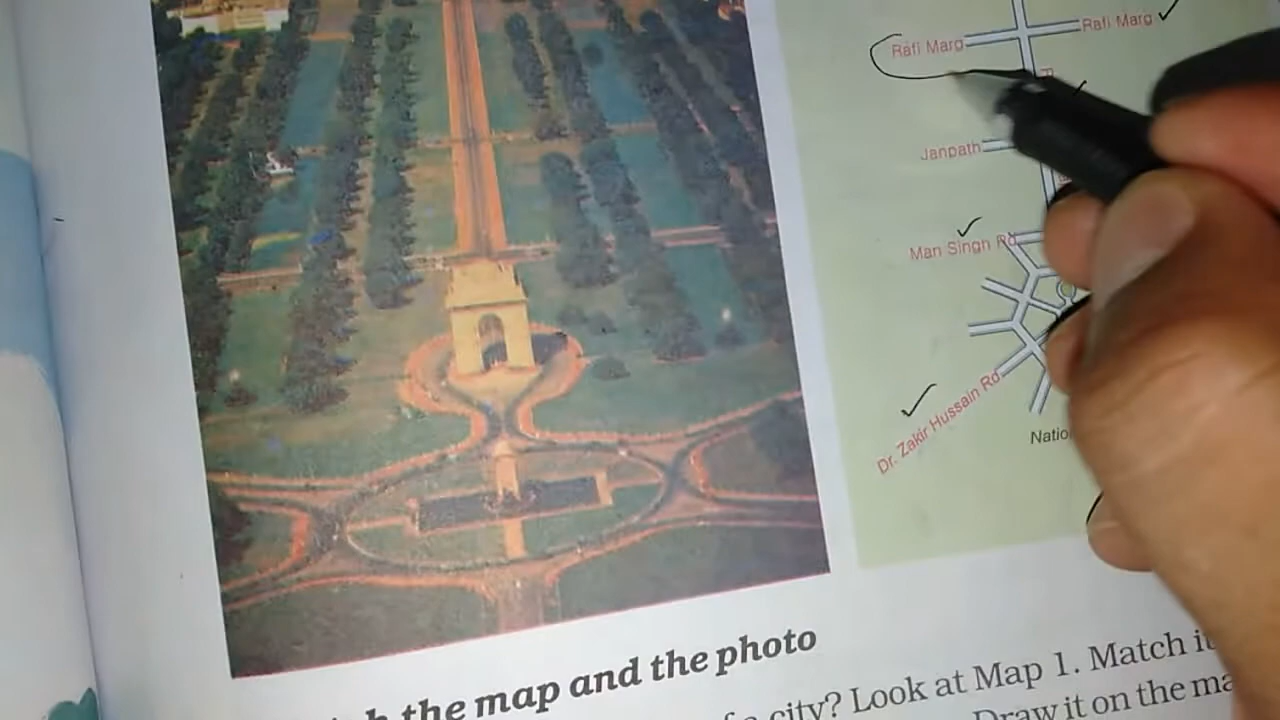 Rafi Marg
Rafi Marg
Janpath
Man Singh Rd
Dr. Zakir Hussain Rd
Natio
the map and the photo
city? Look at Map 1. Match it
Draw it on the ma